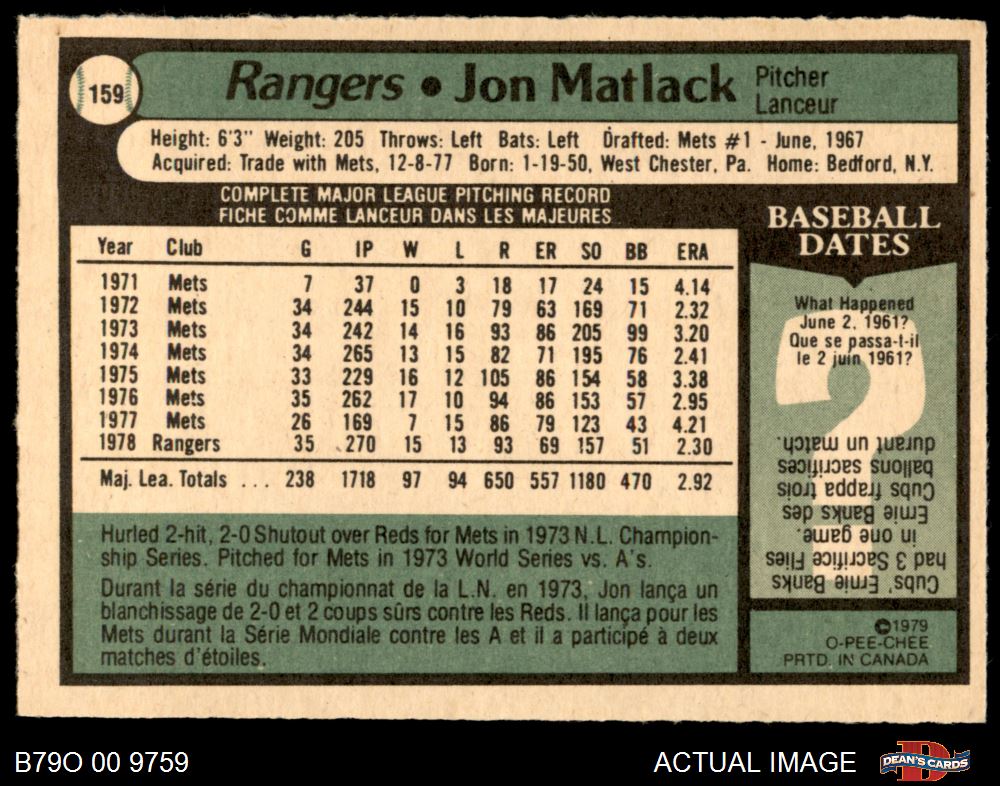 159
Rangers • Jon Matlack
Pitcher
Lanceur
Height: 6'3" Weight: 205 Throws: Left Bats: Left Drafted: Mets #1 - June, 1967
Acquired: Trade with Mets, 12-8-77 Born: 1-19-50, West Chester, Pa. Home: Bedford, N.Y.
COMPLETE MAJOR LEAGUE PITCHING RECORD
FICHE COMME LANCEUR DANS LES MAJEURES
Year Club G IP W L R ER SO BB ERA
1971 Mets 7 37 0 3 18 17 24 15 4.14
1972 Mets 34 244 15 10 79 63 169 71 2.32
1973 Mets 34 242 14 16 93 86 205 99 3.20
1974 Mets 34 265 13 15 82 71 195 76 2.41
1975 Mets 33 229 16 12 105 86 154 58 3.38
1976 Mets 35 262 17 10 94 86 153 57 2.95
1977 Mets 26 169 7 15 86 79 123 43 4.21
1978 Rangers 35 270 15 13 93 69 157 51 2.30
Maj. Lea. Totals ... 238 1718 97 94 650 557 1180 470 2.92
Hurled 2-hit, 2-0 Shutout over Reds for Mets in 1973 N.L. Champion-
ship Series. Pitched for Mets in 1973 World Series vs. A's.
Durant la série du championnat de la L.N. en 1973, Jon lança un
blanchissage de 2-0 et 2 coups sûrs contre les Reds. Il lança pour les
Mets durant la Série Mondiale contre les A et il a participé à deux
matches d'étoiles.
BASEBALL
DATES
What Happened
June 2, 1961?
Que se passa-t-il
le 2 juin 1961?
Cubs' Ernie Banks
had 3 Sacrifice Flies
in one game.
Ernie Banks des
Cubs frappa trois
ballons sacrifices
durant un match.
©1979
O-PEE-CHEE
PRTD. IN CANADA
B79O 00 9759
ACTUAL IMAGE
DEAN'S CARDS